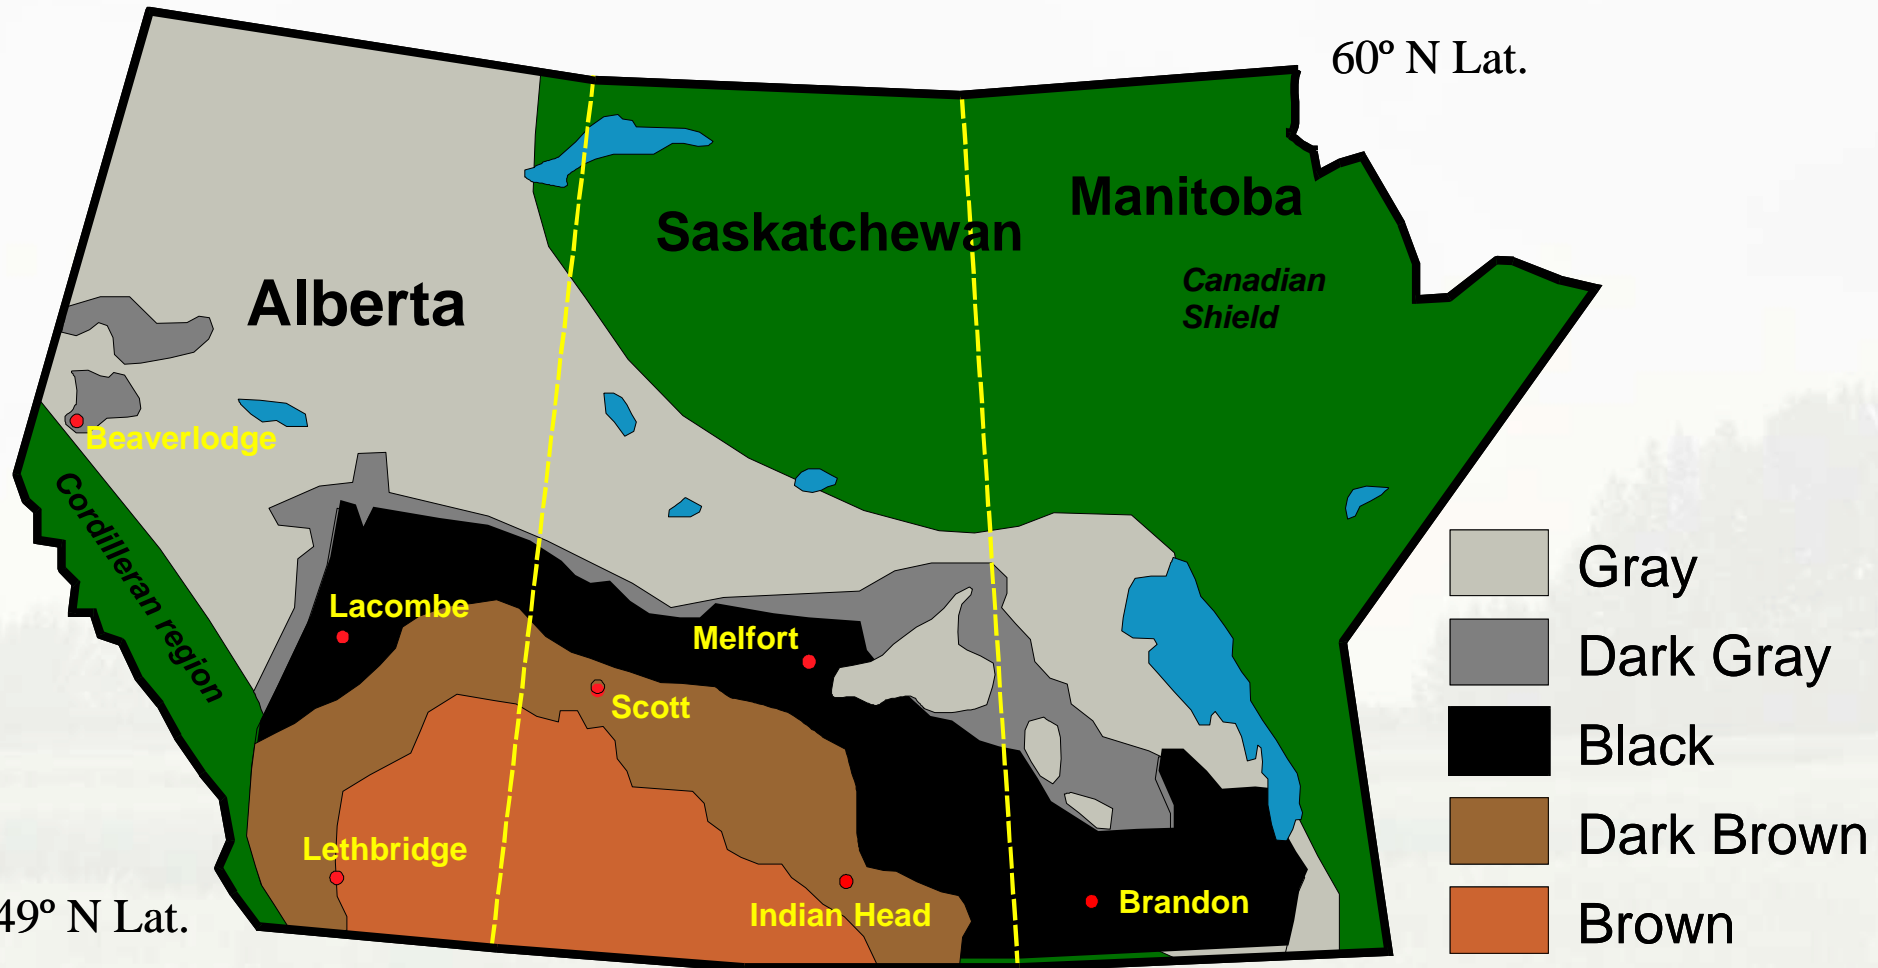 60º N Lat.
Manitoba
Saskatchewan
Canadian
Shield
Alberta
Beaverlodge
Cordilleran region
Lacombe
Melfort
Scott
Lethbridge
Indian Head
Brandon
49º N Lat.
Gray
Dark Gray
Black
Dark Brown
Brown